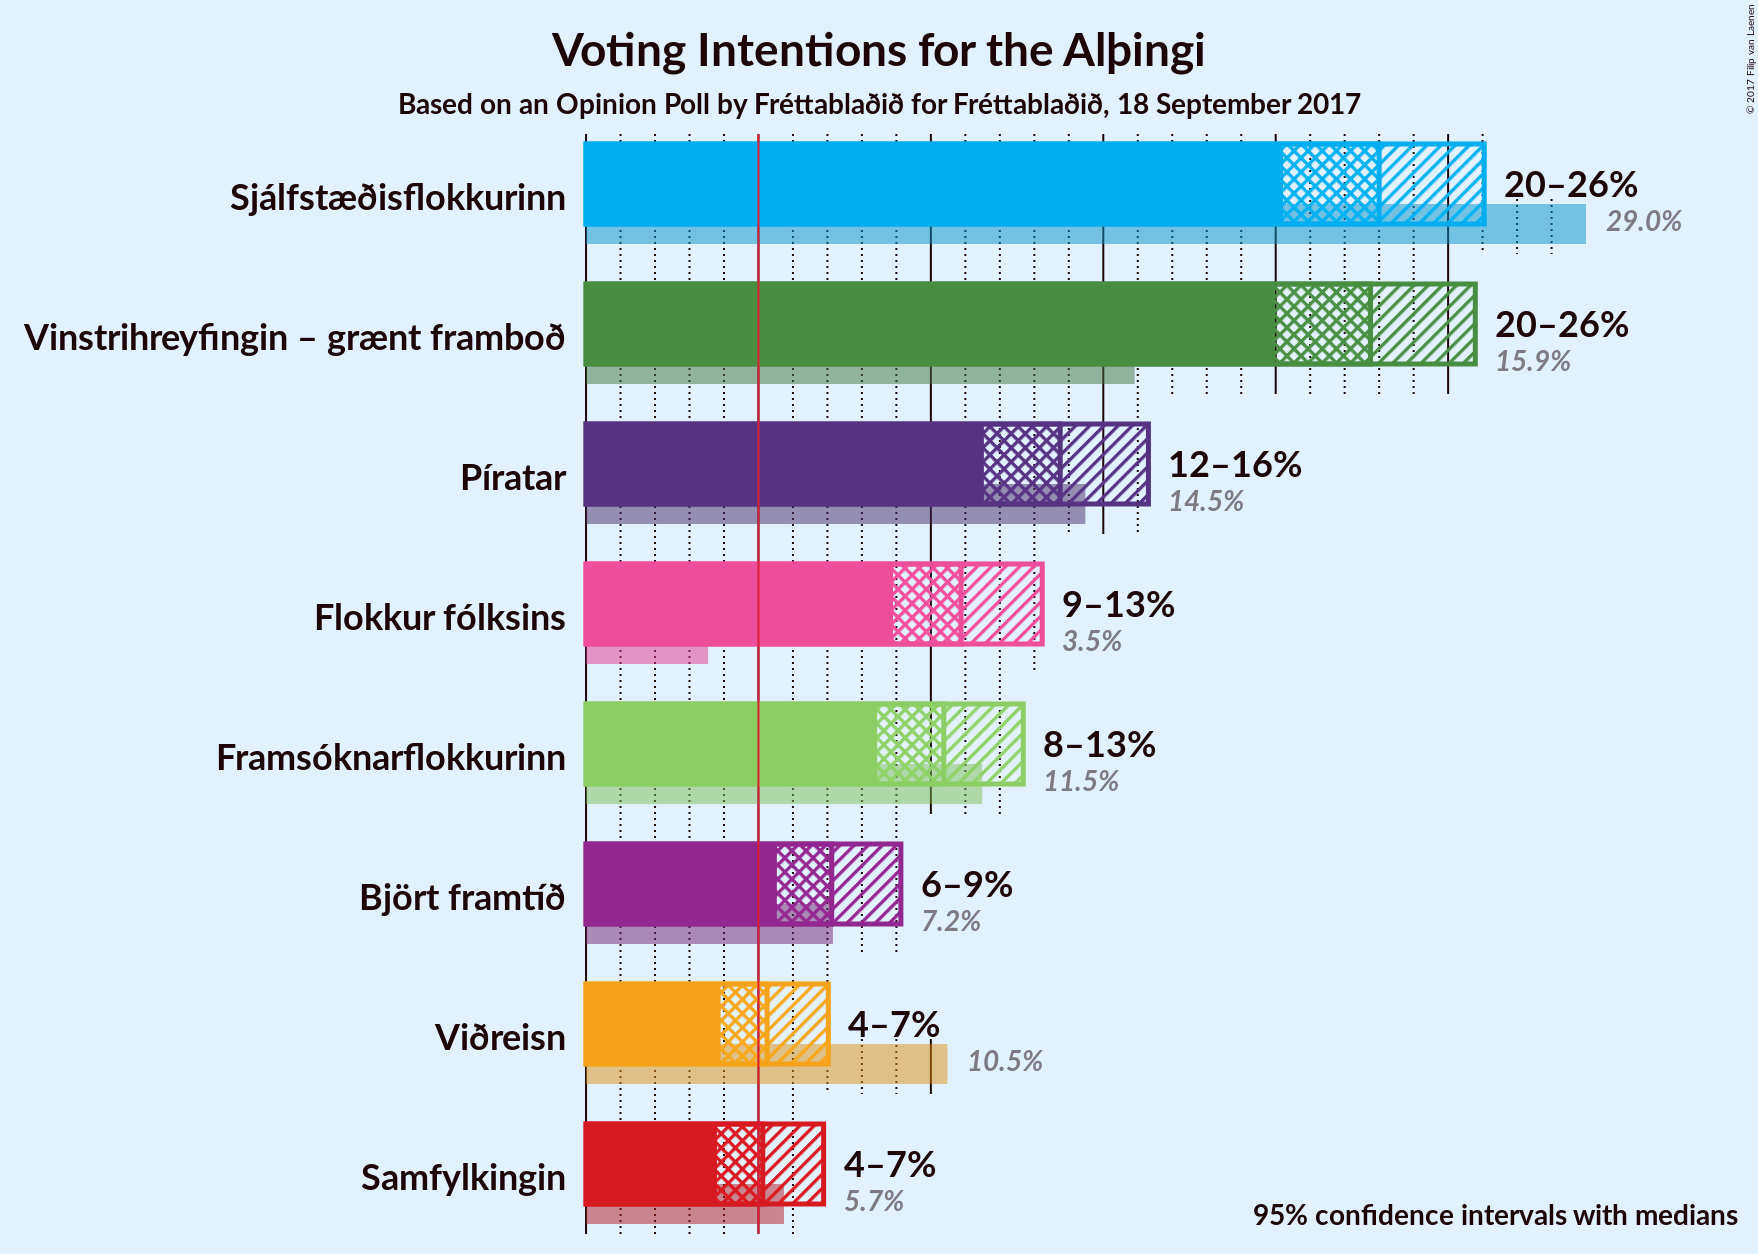 Voting Intentions for the Alþingi
Based on an Opinion Poll by Fréttablaðið for Fréttablaðið, 18 September 2017
© 2017 Filip van Laenen
Sjálfstæðisflokkurinn
20–26%
29.0%
Vinstrihreyfingin – grænt framboð
20–26%
15.9%
Píratar
12–16%
14.5%
Flokkur fólksins
9–13%
3.5%
Framsóknarflokkurinn
8–13%
11.5%
Björt framtíð
6–9%
7.2%
Viðreisn
4–7%
10.5%
Samfylkingin
4–7%
5.7%
95% confidence intervals with medians